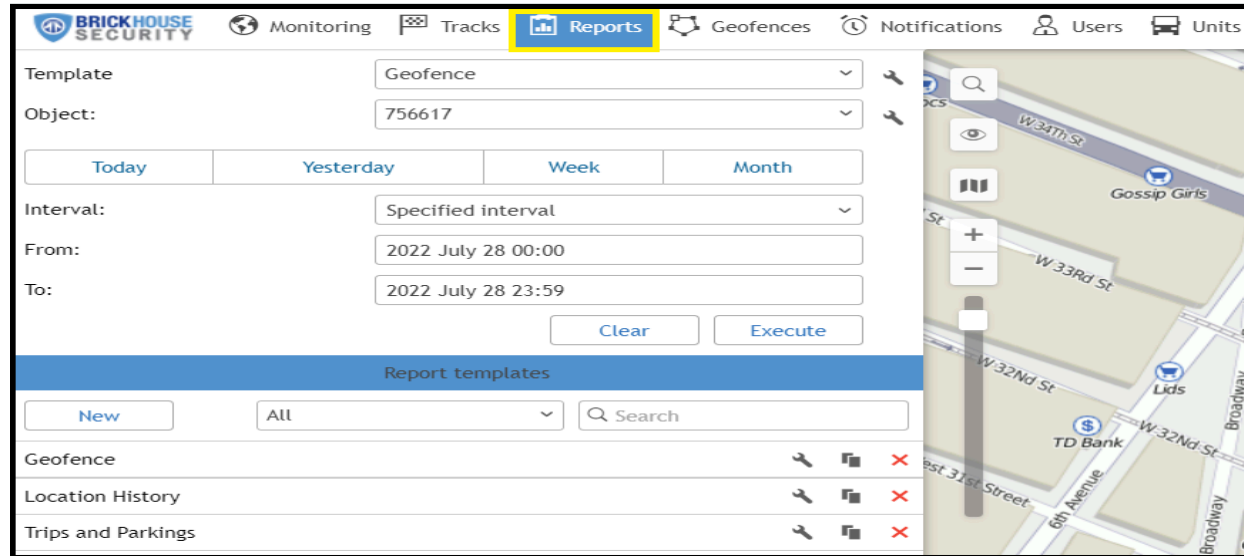 BRICKHOUSE SECURITY Monitoring Tracks Reports Geofences Notifications Users Units
Template Geofence
Object: 756617
Today Yesterday Week Month
Interval: Specified interval
From: 2022 July 28 00:00
To: 2022 July 28 23:59
Clear Execute
Report templates
New All Search
Geofence
Location History
Trips and Parkings
W 34Th St
Gossip Girls
St
W 33Rd St
W 32Nd St
Lids
Broadway
TD Bank
W 32Nd St
est 31st Street
6th Avenue
Broadway